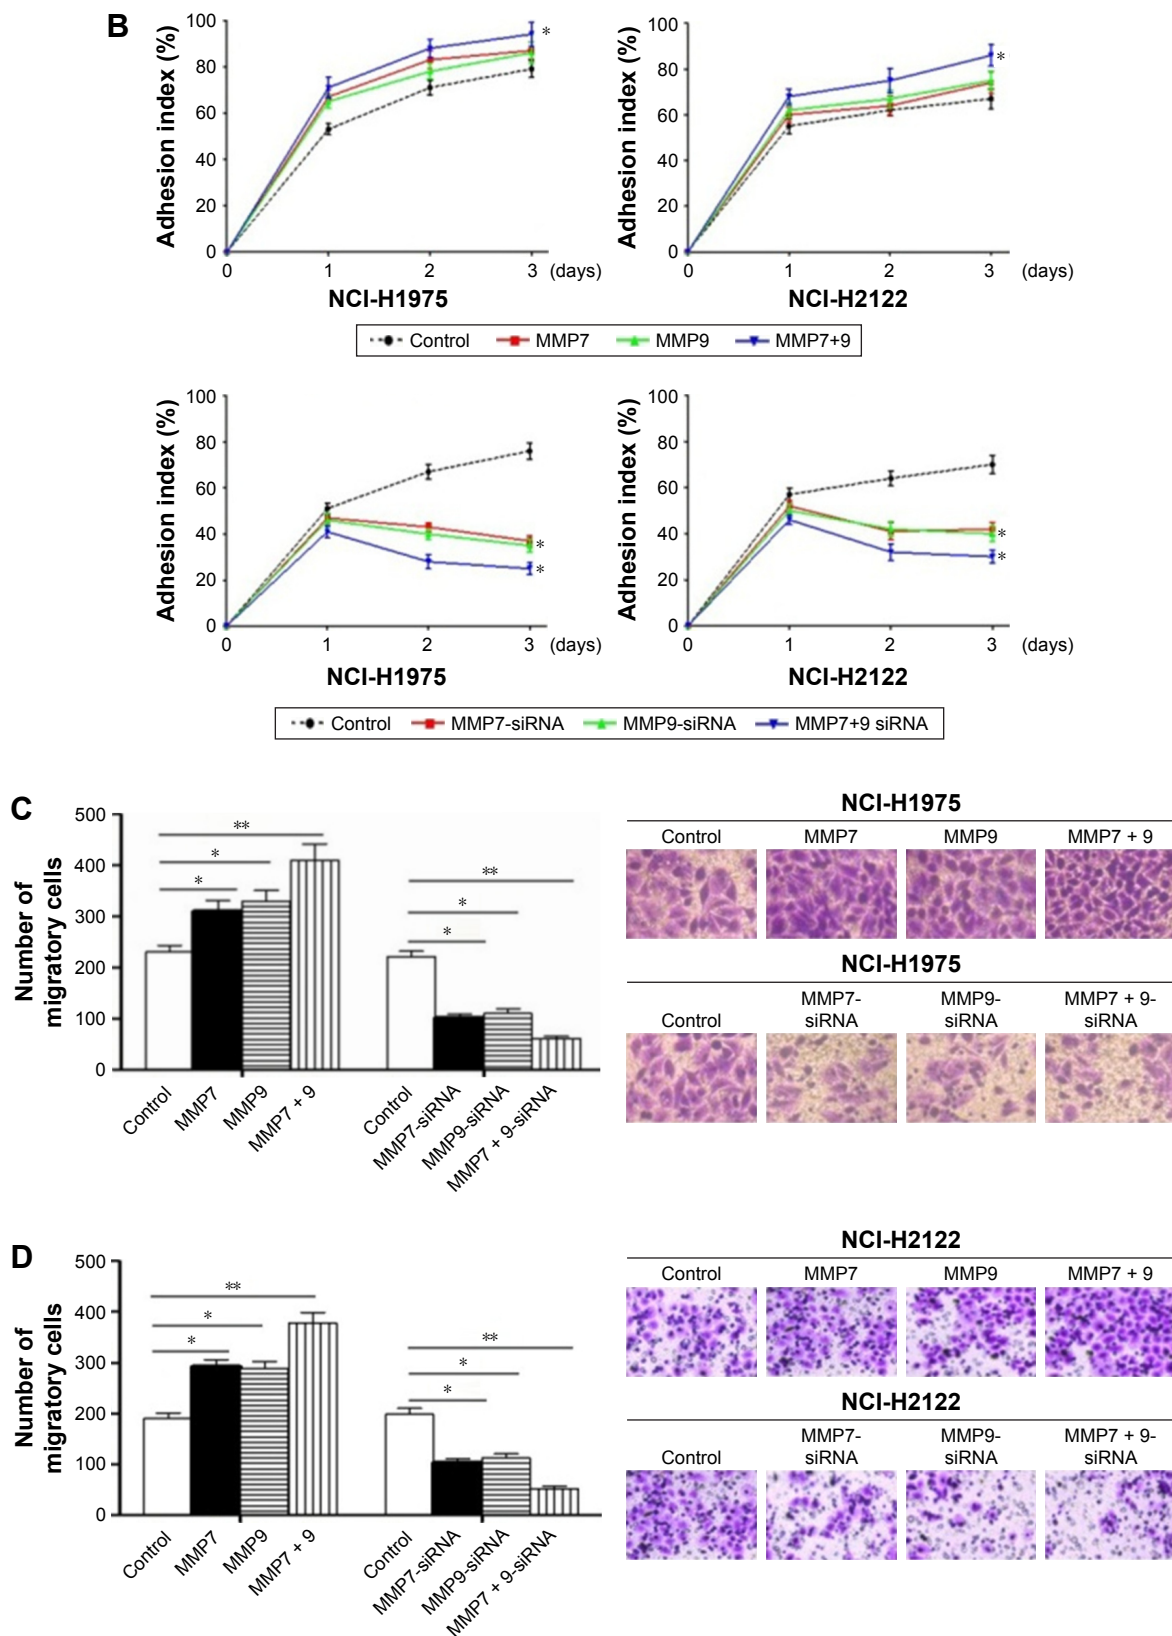 B
Adhesion index (%)
100
80
60
40
20
0
0 1 2 3 (days)
*
NCI-H1975
Adhesion index (%)
100
80
60
40
20
0
0 1 2 3 (days)
*
NCI-H2122
Control MMP7 MMP9 MMP7+9
Adhesion index (%)
100
80
60
40
20
0
0 1 2 3 (days)
*
*
NCI-H1975
Adhesion index (%)
100
80
60
40
20
0
0 1 2 3 (days)
*
*
NCI-H2122
Control MMP7-siRNA MMP9-siRNA MMP7+9 siRNA
C
Number of
migratory cells
500
400
300
200
100
0
**
*
*
**
*
*
Control
MMP7
MMP9
MMP7 + 9
Control
MMP7-siRNA
MMP9-siRNA
MMP7 + 9-siRNA
NCI-H1975
Control MMP7 MMP9 MMP7 + 9
NCI-H1975
Control MMP7-siRNA MMP9-siRNA MMP7 + 9-siRNA
D
Number of
migratory cells
500
400
300
200
100
0
**
*
*
**
*
*
Control
MMP7
MMP9
MMP7 + 9
Control
MMP7-siRNA
MMP9-siRNA
MMP7 + 9-siRNA
NCI-H2122
Control MMP7 MMP9 MMP7 + 9
NCI-H2122
Control MMP7-siRNA MMP9-siRNA MMP7 + 9-siRNA